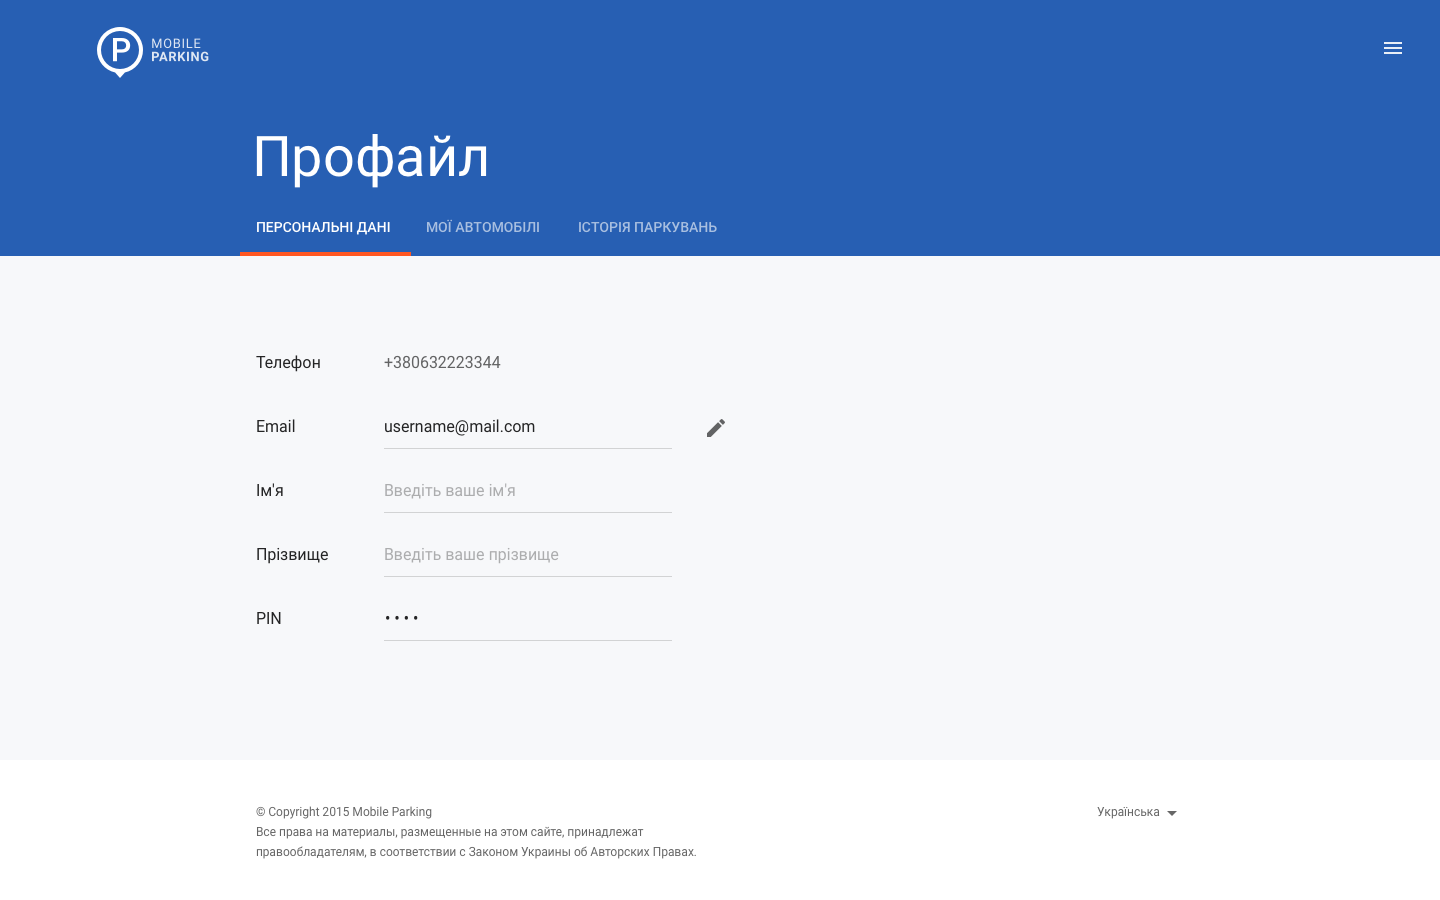 P
MOBILE
PARKING
Профайл
ПЕРСОНАЛЬНІ ДАНІ
МОЇ АВТОМОБІЛІ
ІСТОРІЯ ПАРКУВАНЬ
Телефон
+380632223344
Email
username@mail.com
Ім'я
Введіть ваше ім'я
Прізвище
Введіть ваше прізвище
PIN
••••
© Copyright 2015 Mobile Parking
Все права на материалы, размещенные на этом сайте, принадлежат
правообладателям, в соответствии с Законом Украины об Авторских Правах.
Українська